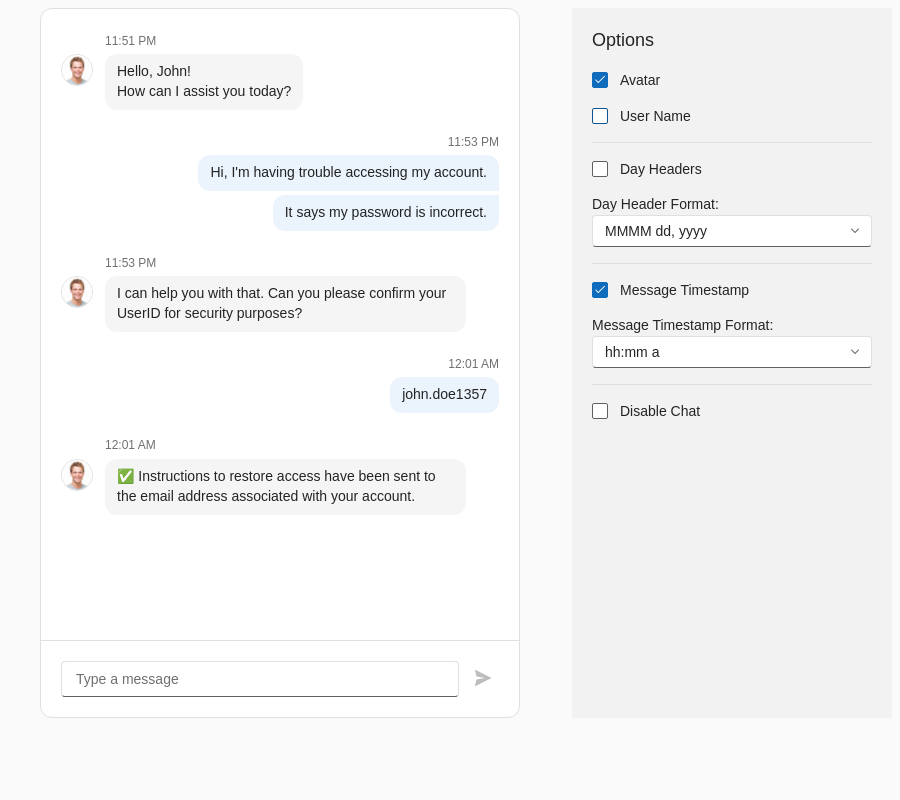 11:51 PM
Hello, John!
How can I assist you today?
11:53 PM
Hi, I'm having trouble accessing my account.
It says my password is incorrect.
11:53 PM
I can help you with that. Can you please confirm your
UserID for security purposes?
12:01 AM
john.doe1357
12:01 AM
✅ Instructions to restore access have been sent to
the email address associated with your account.
Type a message
Options
Avatar
User Name
Day Headers
Day Header Format:
MMMM dd, yyyy
Message Timestamp
Message Timestamp Format:
hh:mm a
Disable Chat